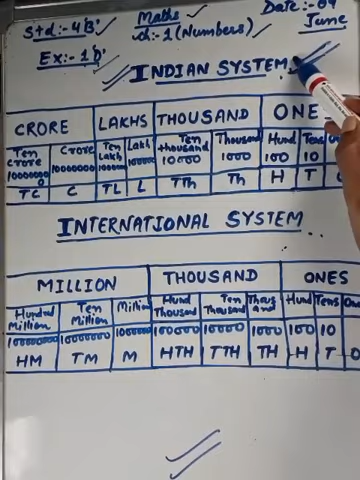 Std:- 4'B' Maths Date:- 04
ch:- 1 (Numbers) June
Ex:- 1'D'
INDIAN SYSTEM
CRORE LAKHS THOUSAND ONE
Ten Crore Crore Ten Lakh Lakh Ten thousand Thousand Hund Tens
100000000 10000000 1000000 100000 10000 1000 100 10
TC C TL L TTh Th H T
INTERNATIONAL SYSTEM
MILLION THOUSAND ONES
Hundred Million Ten Million Million Hund Thousand Ten Thousand Thousand Hund Tens One
100000000 10000000 1000000 100000 10000 1000 100 10
HM TM M HTH TTH TH H T O